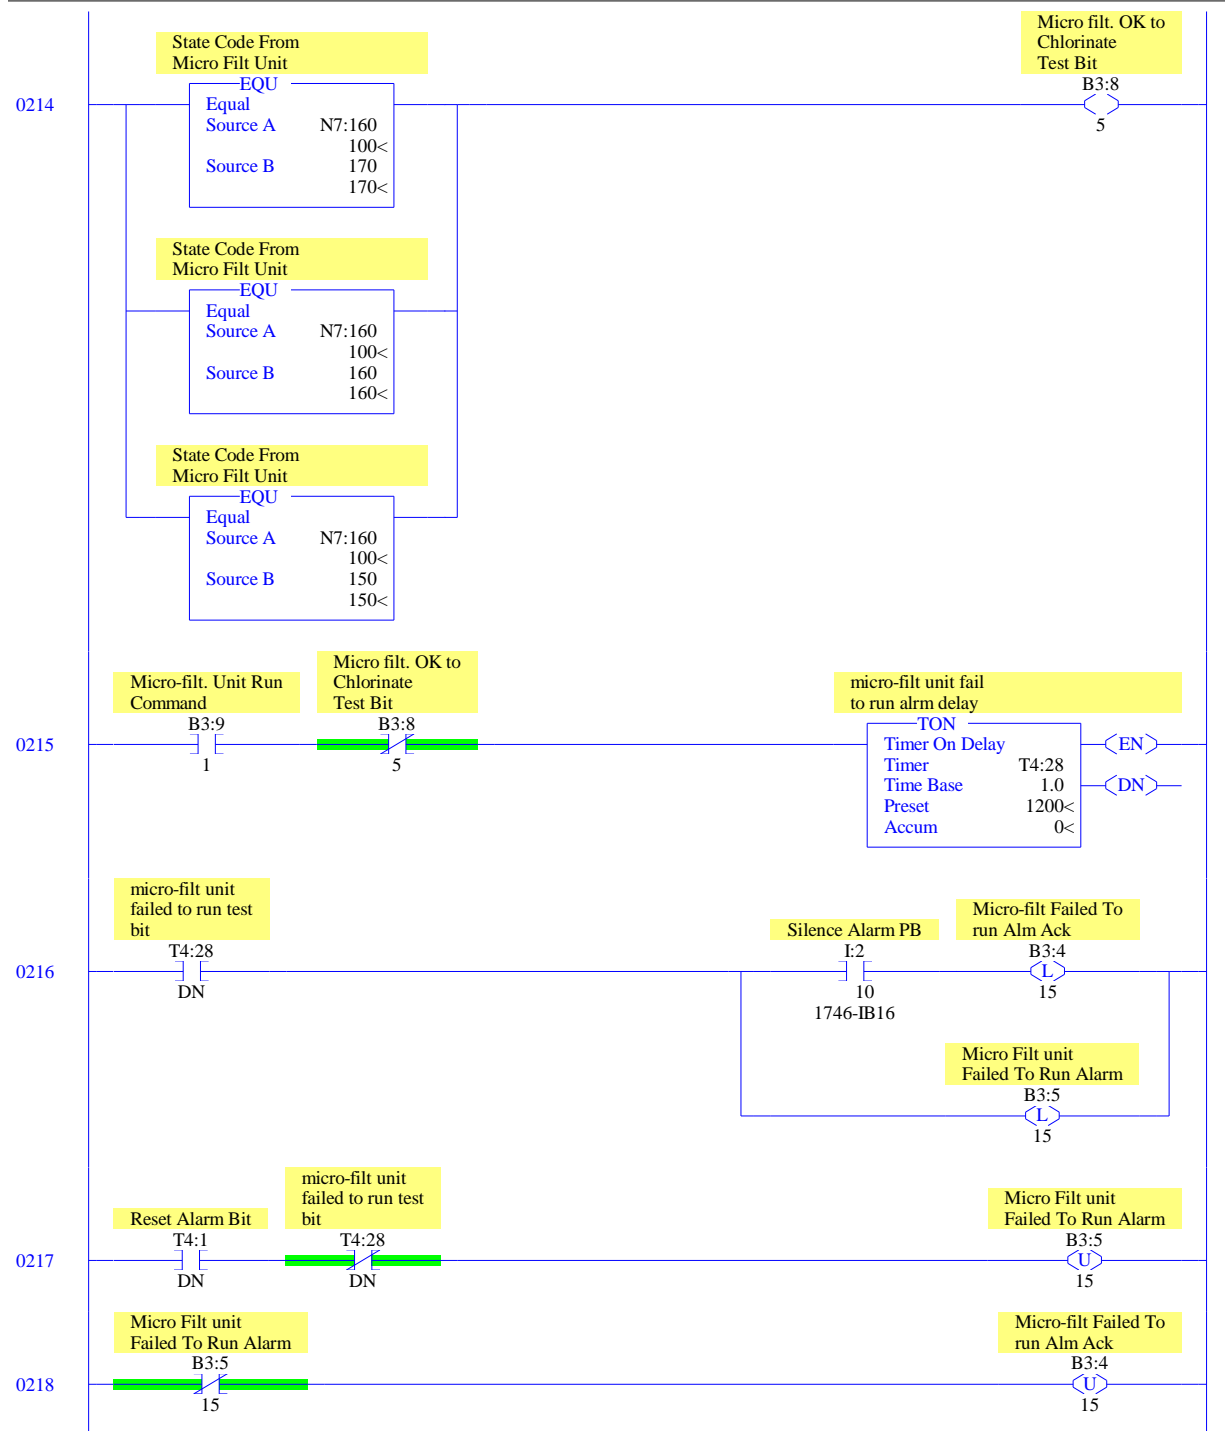 Micro filt. OK to
Chlorinate
Test Bit
B3:8
5
0214
State Code From
Micro Filt Unit
EQU
Equal
Source A N7:160
100<
Source B 170
170<
State Code From
Micro Filt Unit
EQU
Equal
Source A N7:160
100<
Source B 160
160<
State Code From
Micro Filt Unit
EQU
Equal
Source A N7:160
100<
Source B 150
150<
0215
Micro-filt. Unit Run
Command
B3:9
1
Micro filt. OK to
Chlorinate
Test Bit
B3:8
5
micro-filt unit fail
to run alrm delay
TON
Timer On Delay
Timer T4:28
Time Base 1.0
Preset 1200<
Accum 0<
EN
DN
0216
micro-filt unit
failed to run test
bit
T4:28
DN
Silence Alarm PB
I:2
10
1746-IB16
Micro-filt Failed To
run Alm Ack
B3:4
L
15
Micro Filt unit
Failed To Run Alarm
B3:5
L
15
0217
Reset Alarm Bit
T4:1
DN
micro-filt unit
failed to run test
bit
T4:28
DN
Micro Filt unit
Failed To Run Alarm
B3:5
U
15
0218
Micro Filt unit
Failed To Run Alarm
B3:5
15
Micro-filt Failed To
run Alm Ack
B3:4
U
15